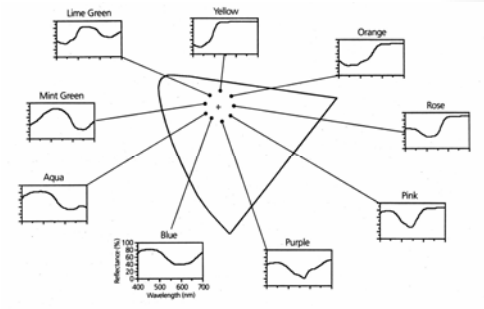 Lime Green
Yellow
Orange
Mint Green
Rose
Aqua
Pink
Blue
Purple
Reflectance (%)
100
80
60
40
20
0
400 500 600 700
Wavelength (nm)